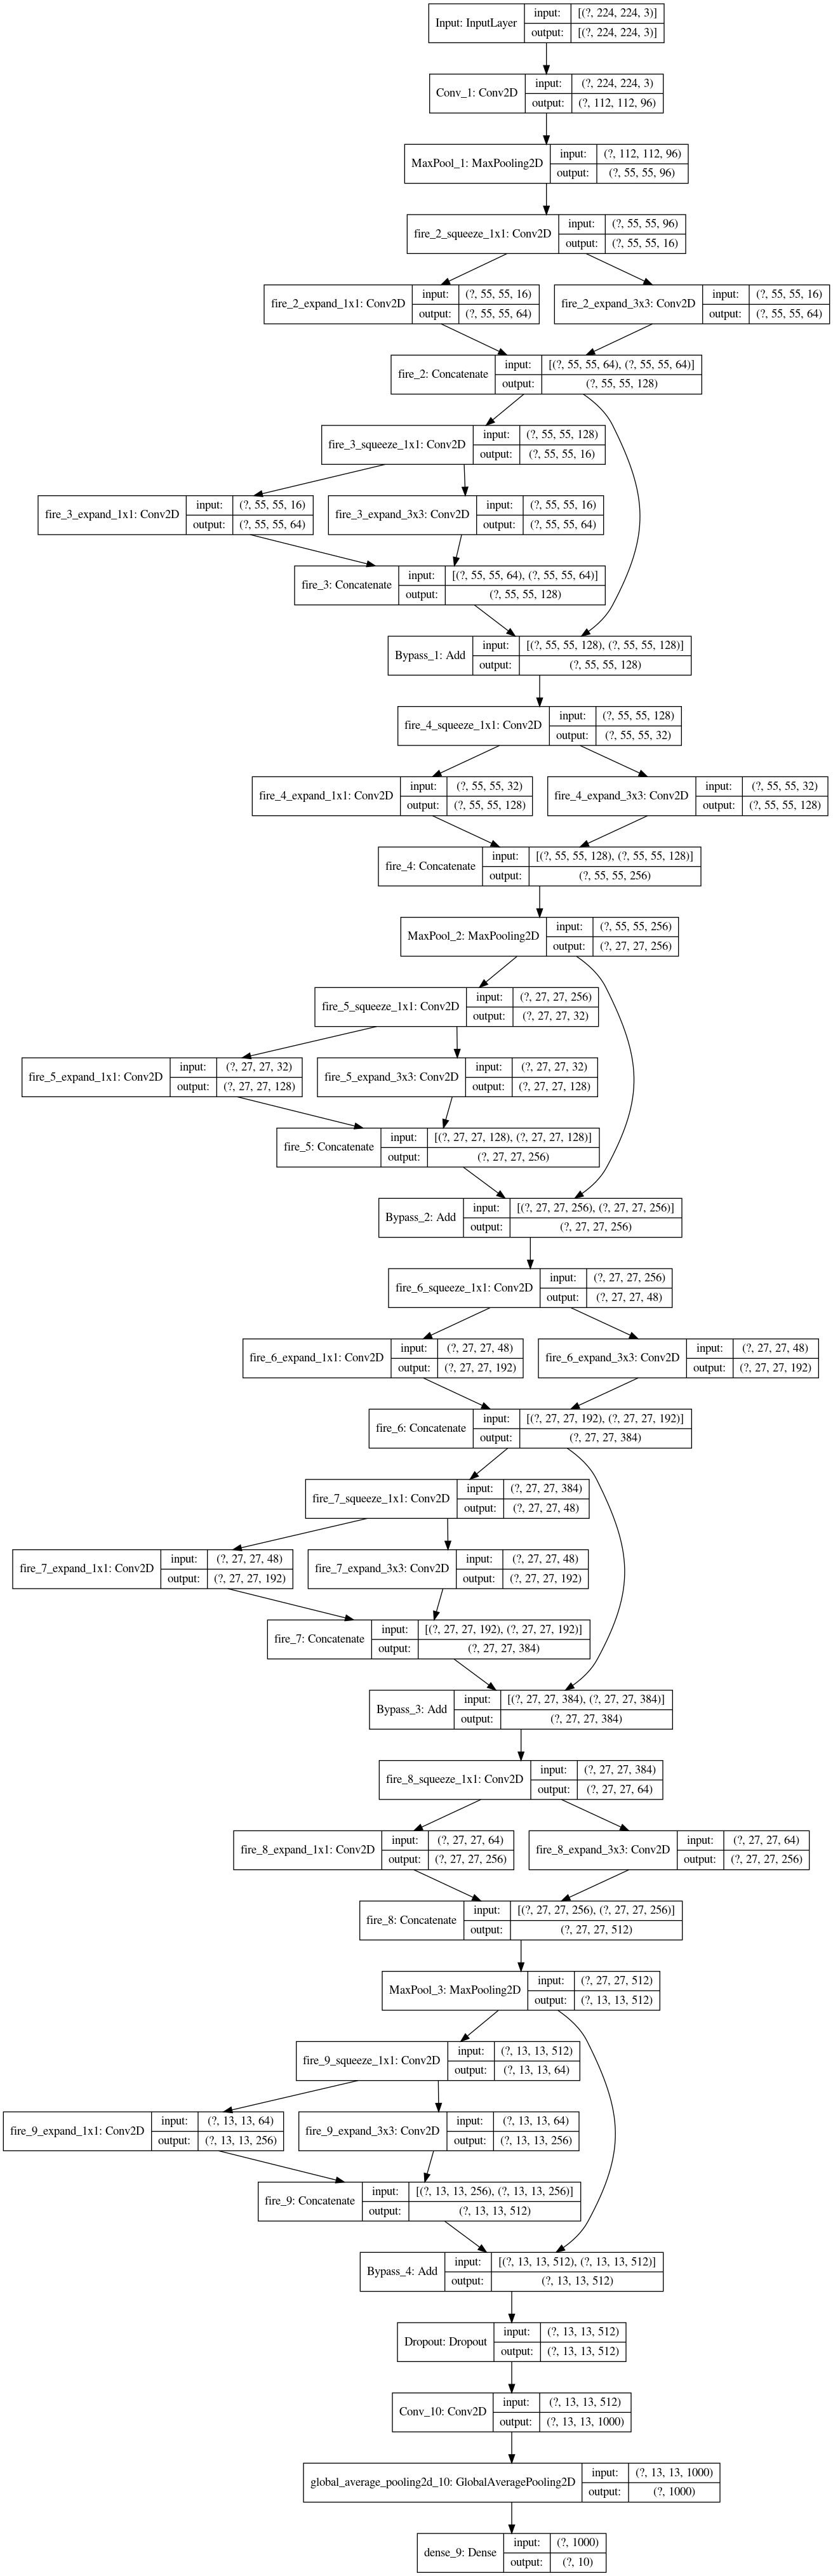 Input: InputLayer
input: [(?, 224, 224, 3)]
output: [(?, 224, 224, 3)]
Conv_1: Conv2D
input: (?, 224, 224, 3)
output: (?, 112, 112, 96)
MaxPool_1: MaxPooling2D
input: (?, 112, 112, 96)
output: (?, 55, 55, 96)
fire_2_squeeze_1x1: Conv2D
input: (?, 55, 55, 96)
output: (?, 55, 55, 16)
fire_2_expand_1x1: Conv2D
input: (?, 55, 55, 16)
output: (?, 55, 55, 64)
fire_2_expand_3x3: Conv2D
input: (?, 55, 55, 16)
output: (?, 55, 55, 64)
fire_2: Concatenate
input: [(?, 55, 55, 64), (?, 55, 55, 64)]
output: (?, 55, 55, 128)
fire_3_squeeze_1x1: Conv2D
input: (?, 55, 55, 128)
output: (?, 55, 55, 16)
fire_3_expand_1x1: Conv2D
input: (?, 55, 55, 16)
output: (?, 55, 55, 64)
fire_3_expand_3x3: Conv2D
input: (?, 55, 55, 16)
output: (?, 55, 55, 64)
fire_3: Concatenate
input: [(?, 55, 55, 64), (?, 55, 55, 64)]
output: (?, 55, 55, 128)
Bypass_1: Add
input: [(?, 55, 55, 128), (?, 55, 55, 128)]
output: (?, 55, 55, 128)
fire_4_squeeze_1x1: Conv2D
input: (?, 55, 55, 128)
output: (?, 55, 55, 32)
fire_4_expand_1x1: Conv2D
input: (?, 55, 55, 32)
output: (?, 55, 55, 128)
fire_4_expand_3x3: Conv2D
input: (?, 55, 55, 32)
output: (?, 55, 55, 128)
fire_4: Concatenate
input: [(?, 55, 55, 128), (?, 55, 55, 128)]
output: (?, 55, 55, 256)
MaxPool_2: MaxPooling2D
input: (?, 55, 55, 256)
output: (?, 27, 27, 256)
fire_5_squeeze_1x1: Conv2D
input: (?, 27, 27, 256)
output: (?, 27, 27, 32)
fire_5_expand_1x1: Conv2D
input: (?, 27, 27, 32)
output: (?, 27, 27, 128)
fire_5_expand_3x3: Conv2D
input: (?, 27, 27, 32)
output: (?, 27, 27, 128)
fire_5: Concatenate
input: [(?, 27, 27, 128), (?, 27, 27, 128)]
output: (?, 27, 27, 256)
Bypass_2: Add
input: [(?, 27, 27, 256), (?, 27, 27, 256)]
output: (?, 27, 27, 256)
fire_6_squeeze_1x1: Conv2D
input: (?, 27, 27, 256)
output: (?, 27, 27, 48)
fire_6_expand_1x1: Conv2D
input: (?, 27, 27, 48)
output: (?, 27, 27, 192)
fire_6_expand_3x3: Conv2D
input: (?, 27, 27, 48)
output: (?, 27, 27, 192)
fire_6: Concatenate
input: [(?, 27, 27, 192), (?, 27, 27, 192)]
output: (?, 27, 27, 384)
fire_7_squeeze_1x1: Conv2D
input: (?, 27, 27, 384)
output: (?, 27, 27, 48)
fire_7_expand_1x1: Conv2D
input: (?, 27, 27, 48)
output: (?, 27, 27, 192)
fire_7_expand_3x3: Conv2D
input: (?, 27, 27, 48)
output: (?, 27, 27, 192)
fire_7: Concatenate
input: [(?, 27, 27, 192), (?, 27, 27, 192)]
output: (?, 27, 27, 384)
Bypass_3: Add
input: [(?, 27, 27, 384), (?, 27, 27, 384)]
output: (?, 27, 27, 384)
fire_8_squeeze_1x1: Conv2D
input: (?, 27, 27, 384)
output: (?, 27, 27, 64)
fire_8_expand_1x1: Conv2D
input: (?, 27, 27, 64)
output: (?, 27, 27, 256)
fire_8_expand_3x3: Conv2D
input: (?, 27, 27, 64)
output: (?, 27, 27, 256)
fire_8: Concatenate
input: [(?, 27, 27, 256), (?, 27, 27, 256)]
output: (?, 27, 27, 512)
MaxPool_3: MaxPooling2D
input: (?, 27, 27, 512)
output: (?, 13, 13, 512)
fire_9_squeeze_1x1: Conv2D
input: (?, 13, 13, 512)
output: (?, 13, 13, 64)
fire_9_expand_1x1: Conv2D
input: (?, 13, 13, 64)
output: (?, 13, 13, 256)
fire_9_expand_3x3: Conv2D
input: (?, 13, 13, 64)
output: (?, 13, 13, 256)
fire_9: Concatenate
input: [(?, 13, 13, 256), (?, 13, 13, 256)]
output: (?, 13, 13, 512)
Bypass_4: Add
input: [(?, 13, 13, 512), (?, 13, 13, 512)]
output: (?, 13, 13, 512)
Dropout: Dropout
input: (?, 13, 13, 512)
output: (?, 13, 13, 512)
Conv_10: Conv2D
input: (?, 13, 13, 512)
output: (?, 13, 13, 1000)
global_average_pooling2d_10: GlobalAveragePooling2D
input: (?, 13, 13, 1000)
output: (?, 1000)
dense_9: Dense
input: (?, 1000)
output: (?, 10)